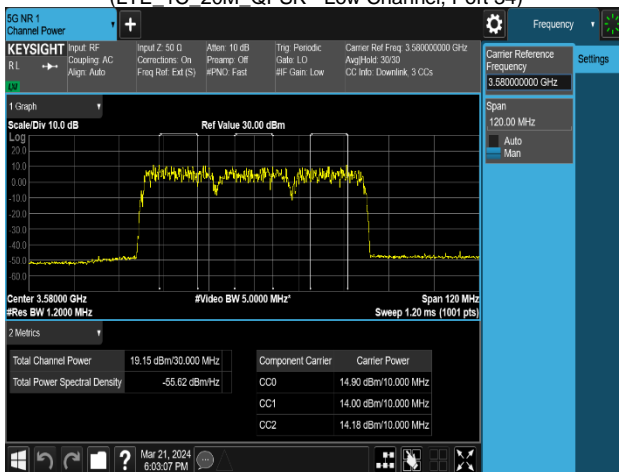 (LTE_1C_20M_QPSK - Low Channel, Port 34)
5G NR 1
Channel Power
Frequency
KEYSIGHT
RL
Input: RF
Coupling: AC
Align: Auto
Input Z: 50 Ω
Corrections: On
Freq Ref: Ext (S)
Atten: 10 dB
Preamp: Off
#PNO: Fast
Trig: Periodic
Gate: LO
#IF Gain: Low
Carrier Ref Freq: 3.580000000 GHz
Avg|Hold: 30/30
CC Info: Downlink, 3 CCs
Carrier Reference
Frequency
3.580000000 GHz
Settings
Span
120.00 MHz
Auto
Man
1 Graph
Scale/Div 10.0 dB
Ref Value 30.00 dBm
Log
20.0
10.0
0.00
-10.0
-20.0
-30.0
-40.0
-50.0
-60.0
Center 3.58000 GHz
#Video BW 5.0000 MHz*
Span 120 MHz
#Res BW 1.2000 MHz
Sweep 1.20 ms (1001 pts)
2 Metrics
Total Channel Power 19.15 dBm/30.000 MHz
Total Power Spectral Density -55.62 dBm/Hz
Component Carrier Carrier Power
CC0 14.90 dBm/10.000 MHz
CC1 14.00 dBm/10.000 MHz
CC2 14.18 dBm/10.000 MHz
Mar 21, 2024
6:03:07 PM